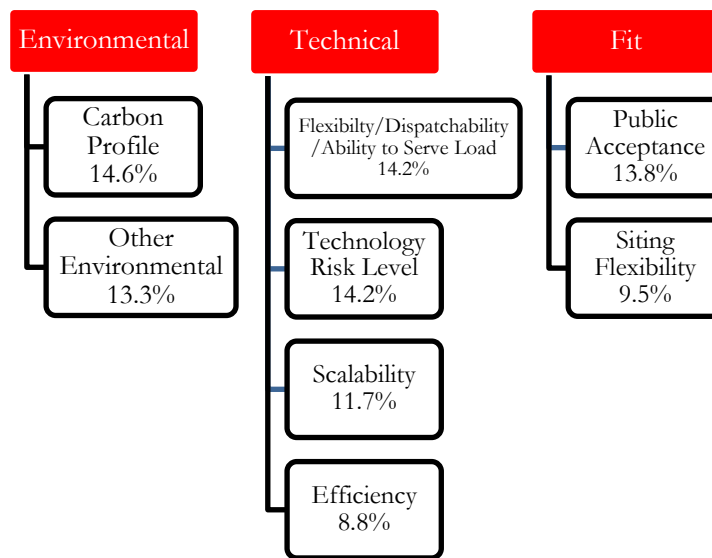 Environmental
Carbon
Profile
14.6%
Other
Environmental
13.3%
Technical
Flexibilty/Dispatchability
/Ability to Serve Load
14.2%
Technology
Risk Level
14.2%
Scalability
11.7%
Efficiency
8.8%
Fit
Public
Acceptance
13.8%
Siting
Flexibility
9.5%